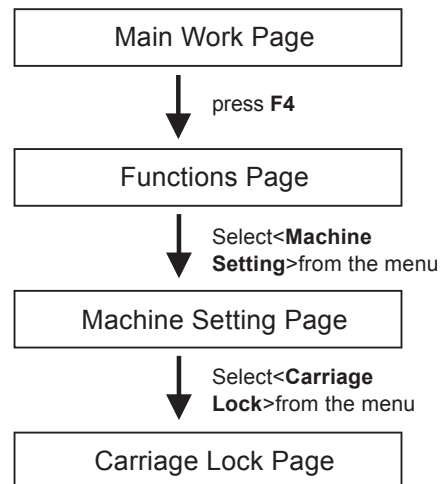 Main Work Page
press F4
Functions Page
Select<Machine
Setting>from the menu
Machine Setting Page
Select<Carriage
Lock>from the menu
Carriage Lock Page